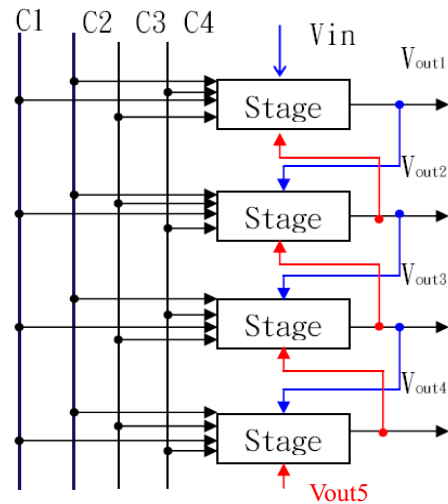 C1 C2 C3 C4
Vin
Vout1
Stage
Vout2
Stage
Vout3
Stage
Vout4
Stage
Vout5